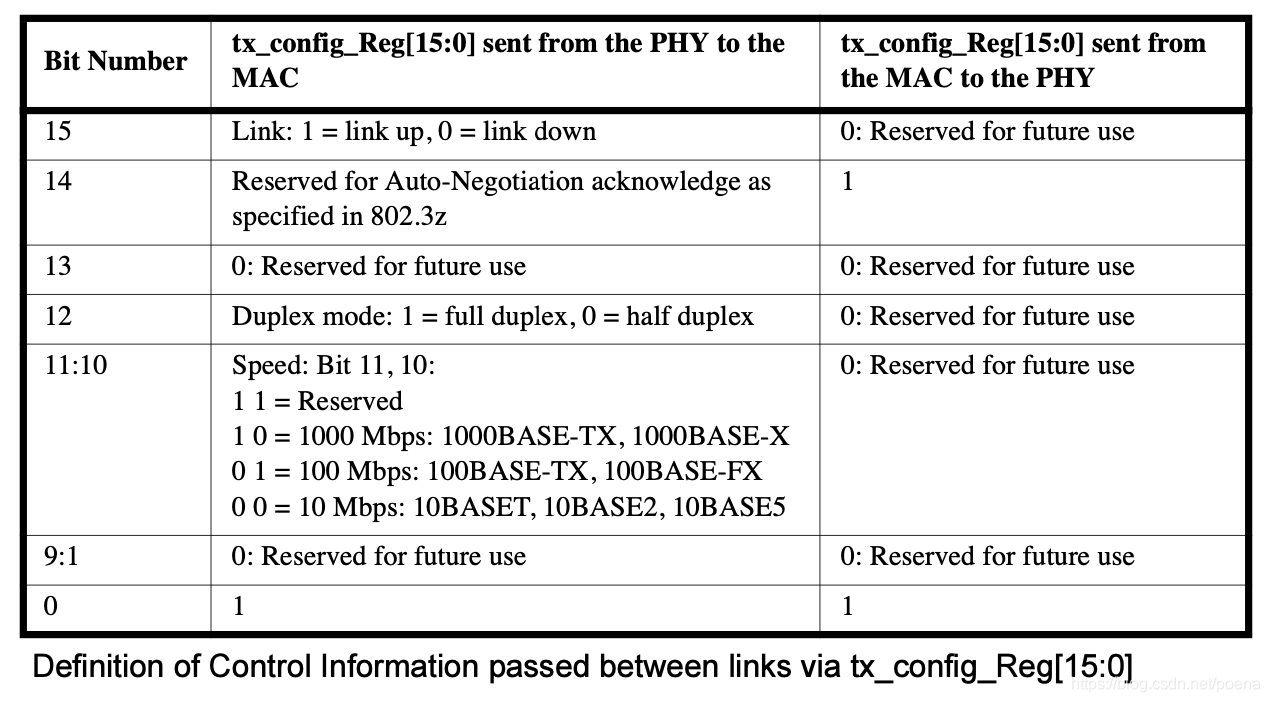 Bit Number
tx_config_Reg[15:0] sent from the PHY to the
MAC
tx_config_Reg[15:0] sent from
the MAC to the PHY
15
Link: 1 = link up, 0 = link down
0: Reserved for future use
14
Reserved for Auto-Negotiation acknowledge as
specified in 802.3z
1
13
0: Reserved for future use
0: Reserved for future use
12
Duplex mode: 1 = full duplex, 0 = half duplex
0: Reserved for future use
11:10
Speed: Bit 11, 10:
1 1 = Reserved
1 0 = 1000 Mbps: 1000BASE-TX, 1000BASE-X
0 1 = 100 Mbps: 100BASE-TX, 100BASE-FX
0 0 = 10 Mbps: 10BASET, 10BASE2, 10BASE5
0: Reserved for future use
9:1
0: Reserved for future use
0: Reserved for future use
0
1
1
Definition of Control Information passed between links via tx_config_Reg[15:0]
https://blog.csdn.net/poena